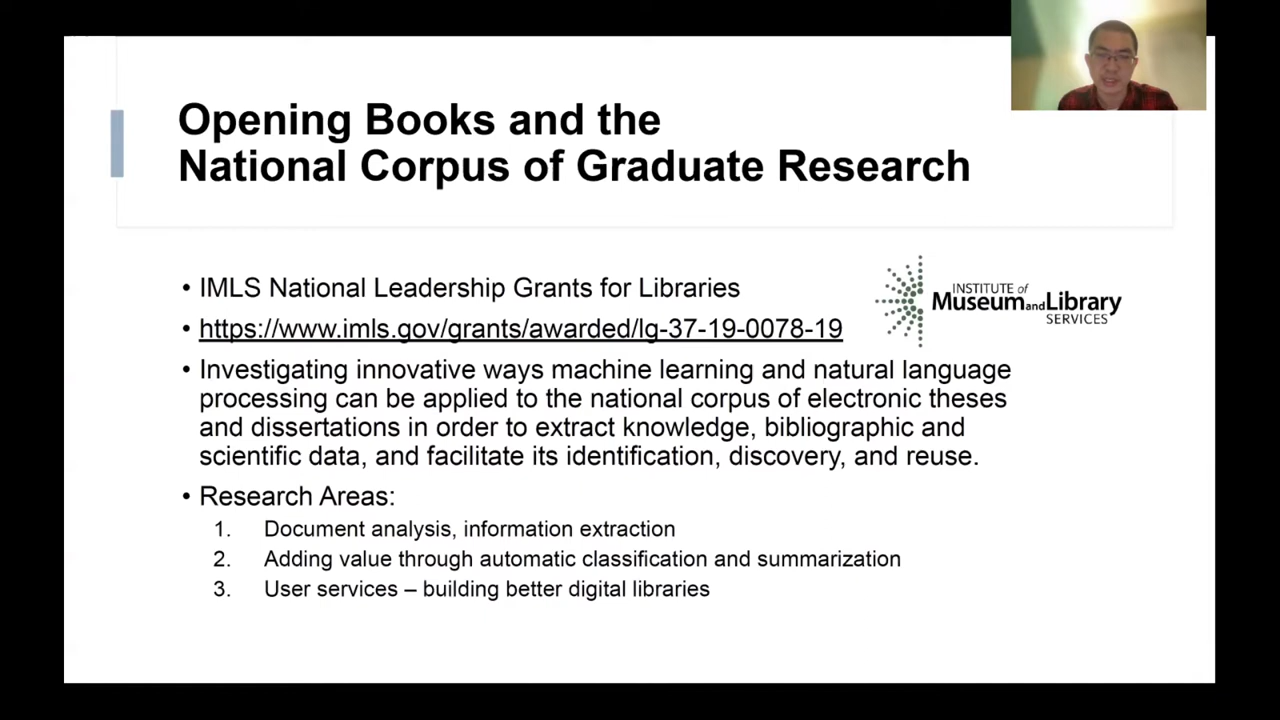 Opening Books and the
National Corpus of Graduate Research
• IMLS National Leadership Grants for Libraries
• https://www.imls.gov/grants/awarded/lg-37-19-0078-19
INSTITUTE of
Museum and Library
SERVICES
• Investigating innovative ways machine learning and natural language
processing can be applied to the national corpus of electronic theses
and dissertations in order to extract knowledge, bibliographic and
scientific data, and facilitate its identification, discovery, and reuse.
• Research Areas:
1. Document analysis, information extraction
2. Adding value through automatic classification and summarization
3. User services – building better digital libraries